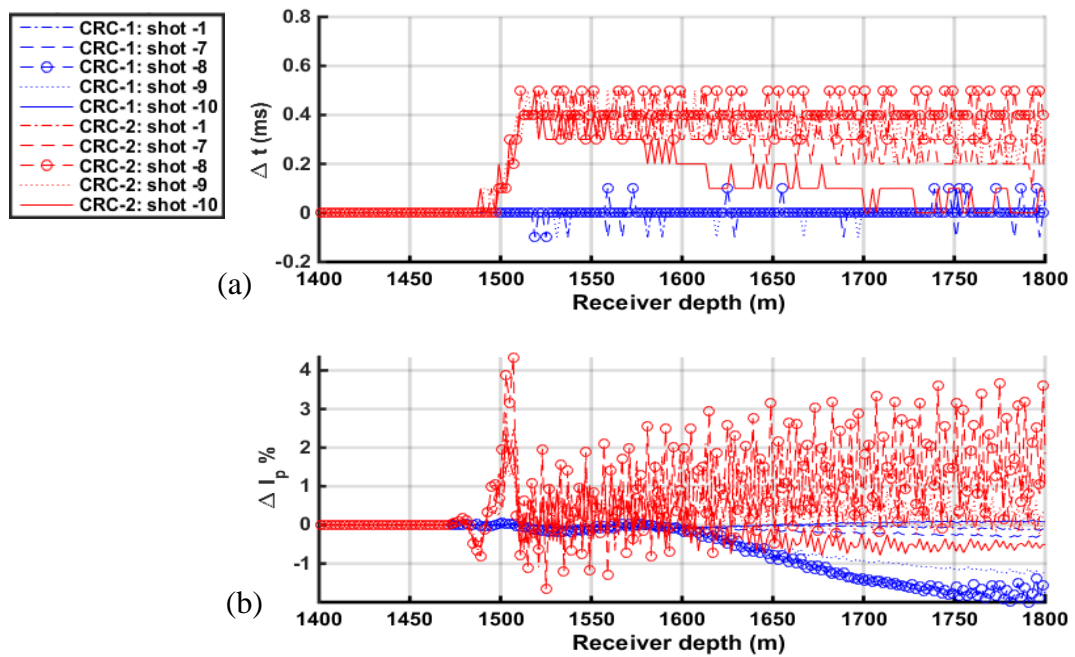 CRC-1: shot -1
CRC-1: shot -7
CRC-1: shot -8
CRC-1: shot -9
CRC-1: shot -10
CRC-2: shot -1
CRC-2: shot -7
CRC-2: shot -8
CRC-2: shot -9
CRC-2: shot -10
Δ t (ms)
0.8
0.6
0.4
0.2
0
-0.2
1400 1450 1500 1550 1600 1650 1700 1750 1800
Receiver depth (m)
(a)
Δ Ip %
4
3
2
1
0
-1
1400 1450 1500 1550 1600 1650 1700 1750 1800
Receiver depth (m)
(b)